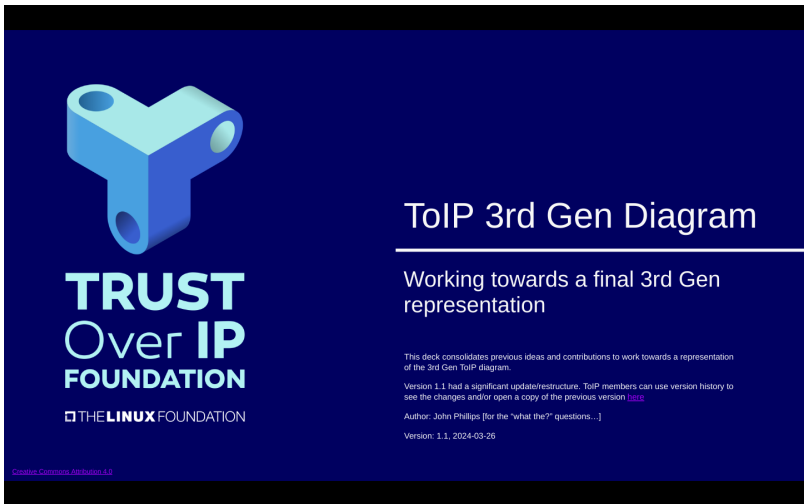 TRUST
Over IP
FOUNDATION
THE LINUX FOUNDATION
ToIP 3rd Gen Diagram
Working towards a final 3rd Gen
representation
This deck consolidates previous ideas and contributions to work towards a representation
of the 3rd Gen ToIP diagram.
Version 1.1 had a significant update/restructure. ToIP members can use version history to
see the changes and/or open a copy of the previous version here
Author: John Phillips [for the “what the?” questions…]
Version: 1.1, 2024-03-26
Creative Commons Attribution 4.0